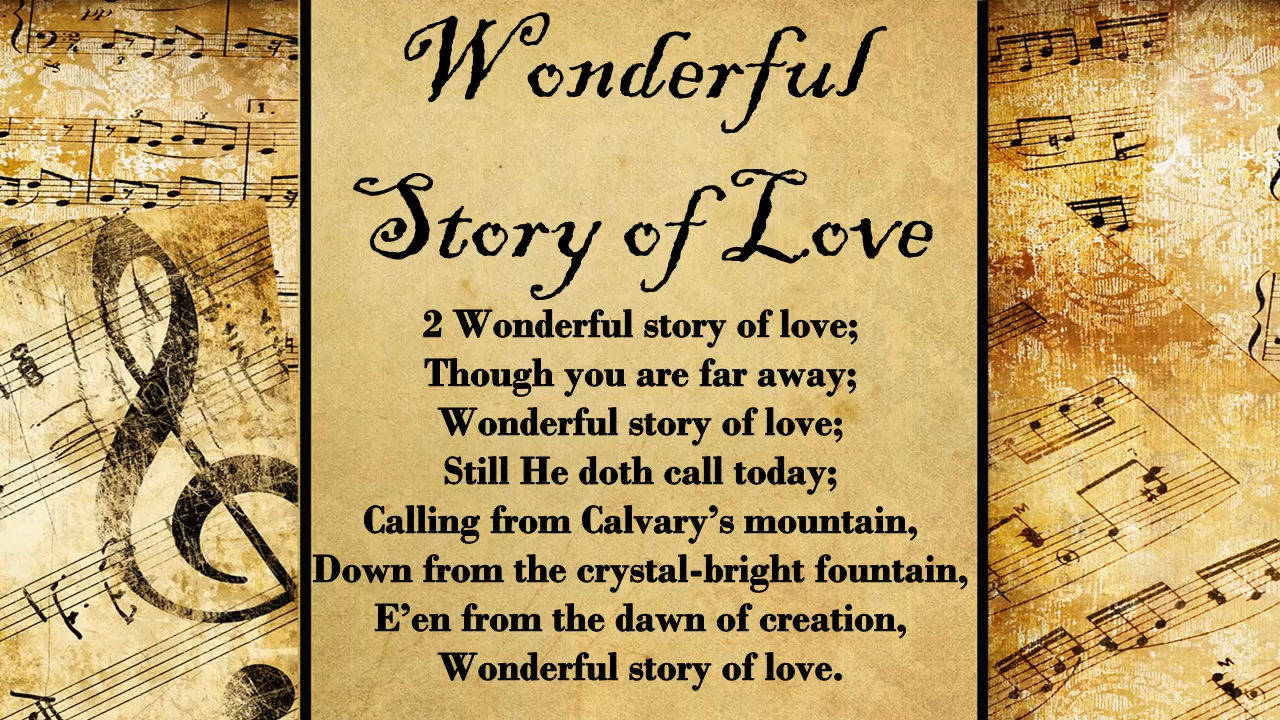 Wonderful
Story of Love
2 Wonderful story of love;
Though you are far away;
Wonderful story of love;
Still He doth call today;
Calling from Calvary’s mountain,
Down from the crystal-bright fountain,
E’en from the dawn of creation,
Wonderful story of love.